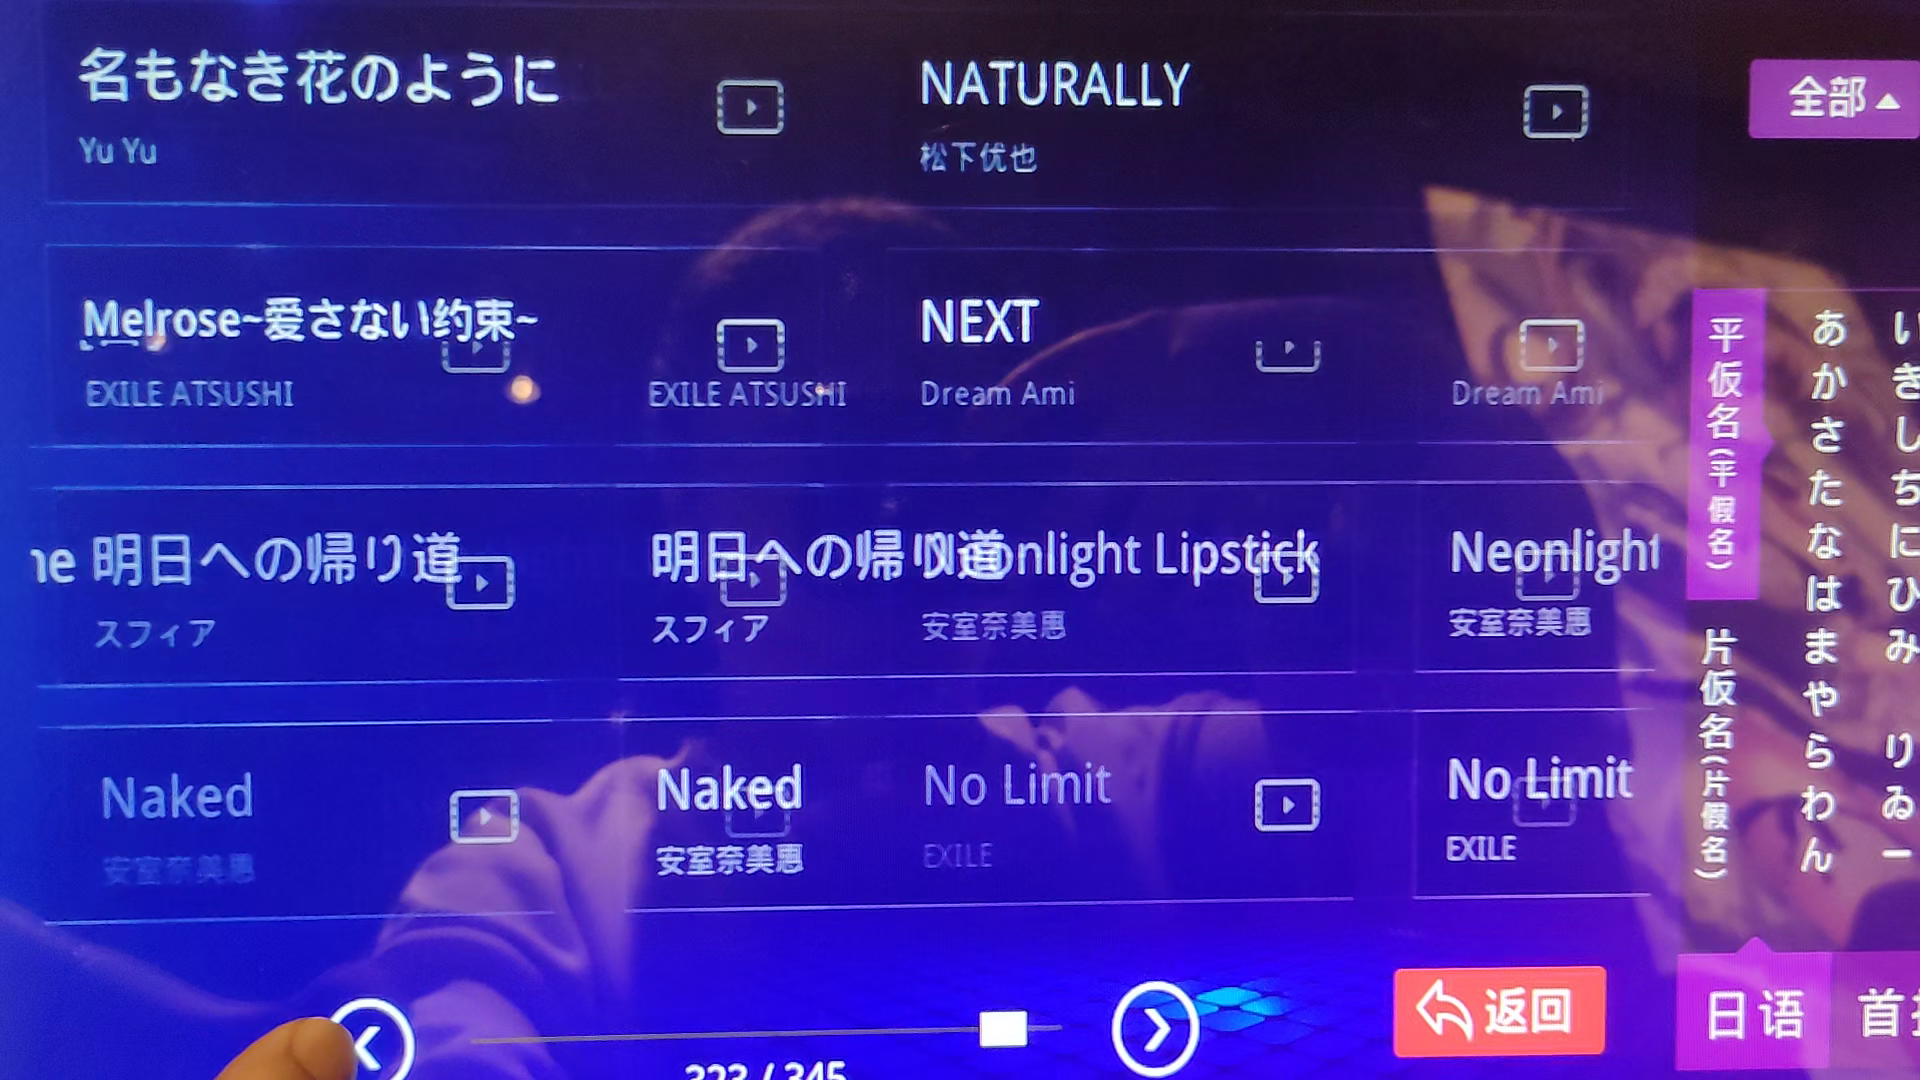 名もなき花のように
Yu Yu
NATURALLY
松下优也
全部
Melrose~愛さない约束~
EXILE ATSUSHI
EXILE ATSUSHI
NEXT
Dream Ami
Dream Ami
ne 明日への帰り道
スフィア
明日への帰り道
スフィア
Neonlight Lipstick
安室奈美惠
Neonlight
安室奈美惠
Naked
安室奈美惠
Naked
安室奈美惠
No Limit
EXILE
No Limit
EXILE
平仮名(平假名)
片仮名(片假名)
あかさたなはまやらわん
いきしちにひみ りゐー
323 / 345
返回
日语
首